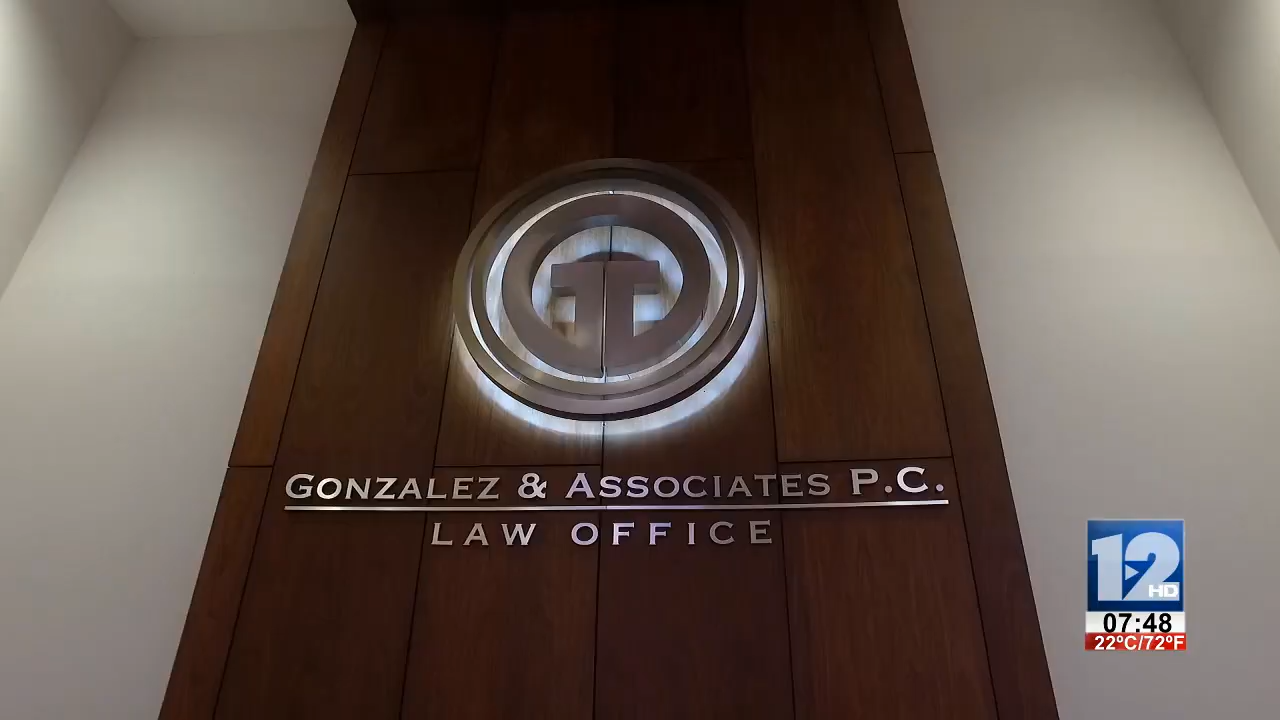 GONZALEZ & ASSOCIATES P.C.
LAW OFFICE
12
HD
07:48
22°C/72°F